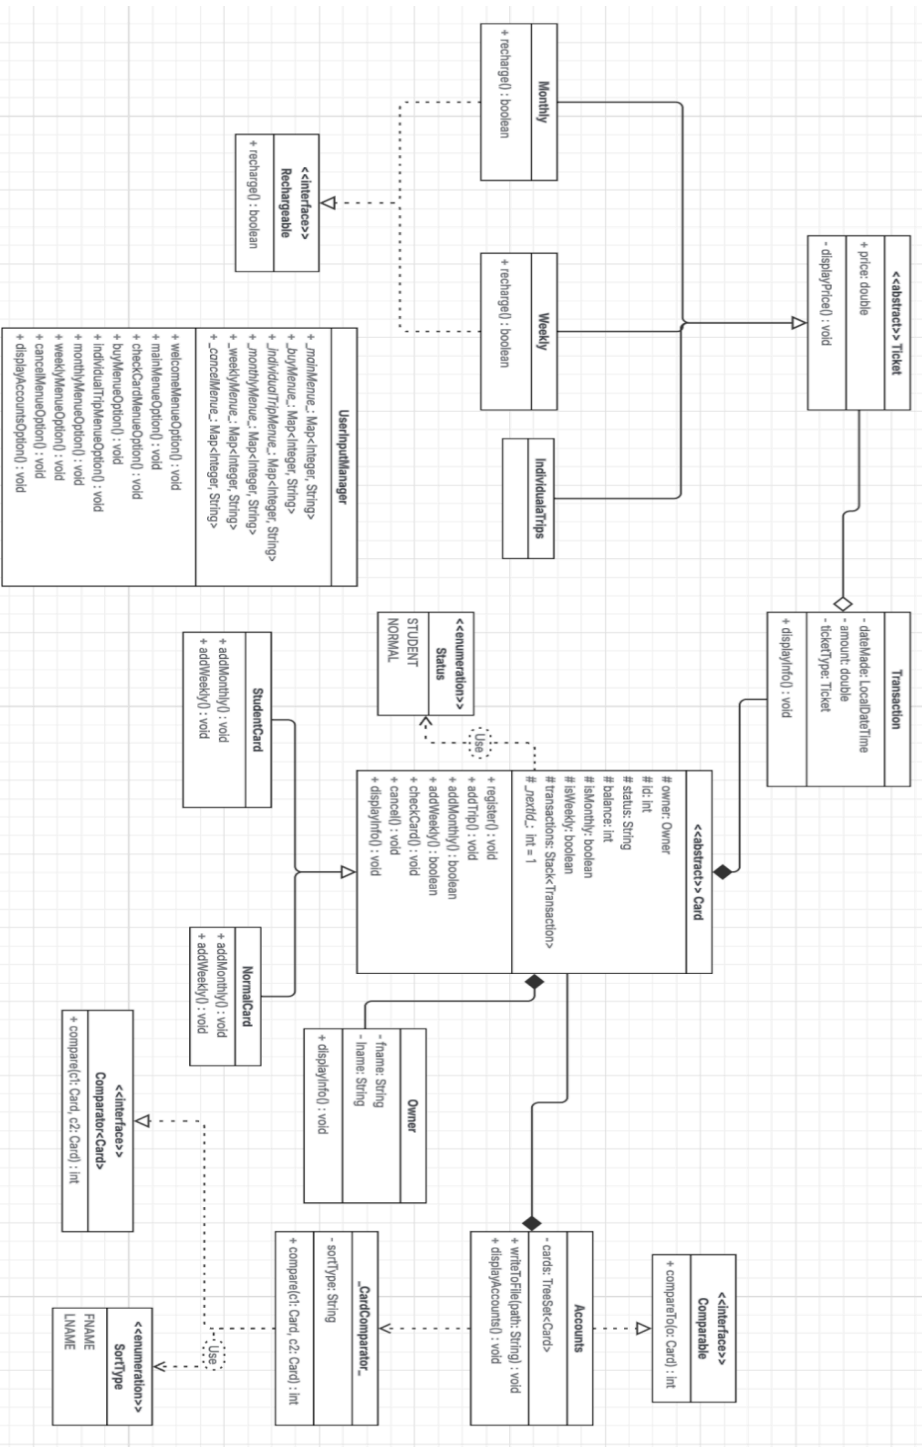 <<abstract>> Ticket
+ price: double
- displayPrice() : void
Monthly
+ recharge() : boolean
Weekly
+ recharge() : boolean
IndividualaTrips
<<interface>>
Rechargeable
+ recharge() : boolean
UserInputManager
+ _mainMenue_: Map<Integer, String>
+ _buyMenue_: Map<Integer, String>
+ _individualTripMenue_: Map<Integer, String>
+ _monthlyMenue_: Map<Integer, String>
+ _weeklyMenue_: Map<Integer, String>
+ _cancelMenue_: Map<Integer, String>
+ welcomeMenueOption() : void
+ mainMenueOption() : void
+ checkCardMenueOption() : void
+ buyMenueOption() : void
+ individualTripMenueOption() : void
+ monthlyMenueOption() : void
+ weeklyMenueOption() : void
+ cancelMenueOption() : void
+ displayAccountsOption() : void
Transaction
- dateMade: LocalDateTime
- amount: double
- ticketType: Ticket
+ displayInfo() : void
<<enumeration>>
Status
STUDENT
NORMAL
Use
<<abstract>> Card
# owner: Owner
# id: int
# status: String
# balance: int
# isMonthly: boolean
# isWeekly: boolean
# transactions: Stack<Transaction>
# _nextId_: int = 1
+ register() : void
+ addTrip() : void
+ addMonthly() : boolean
+ addWeekly() : boolean
+ checkCard() : void
+ cancel() : void
+ displayInfo() : void
StudentCard
+ addMonthly() : void
+ addWeekly() : void
NormalCard
+ addMonthly() : void
+ addWeekly() : void
Owner
- fname: String
- lname: String
+ displayInfo() : void
<<interface>>
Comparable
+ compareTo(o: Card) : int
Accounts
- cards: TreeSet<Card>
+ writeToFile(path: String) : void
+ displayAccounts() : void
_CardComparator_
- sortType: String
+ compare(c1: Card, c2: Card) : int
<<interface>>
Comparator<Card>
+ compare(c1: Card, c2: Card) : int
Use
<<enumeration>>
SortType
FNAME
LNAME